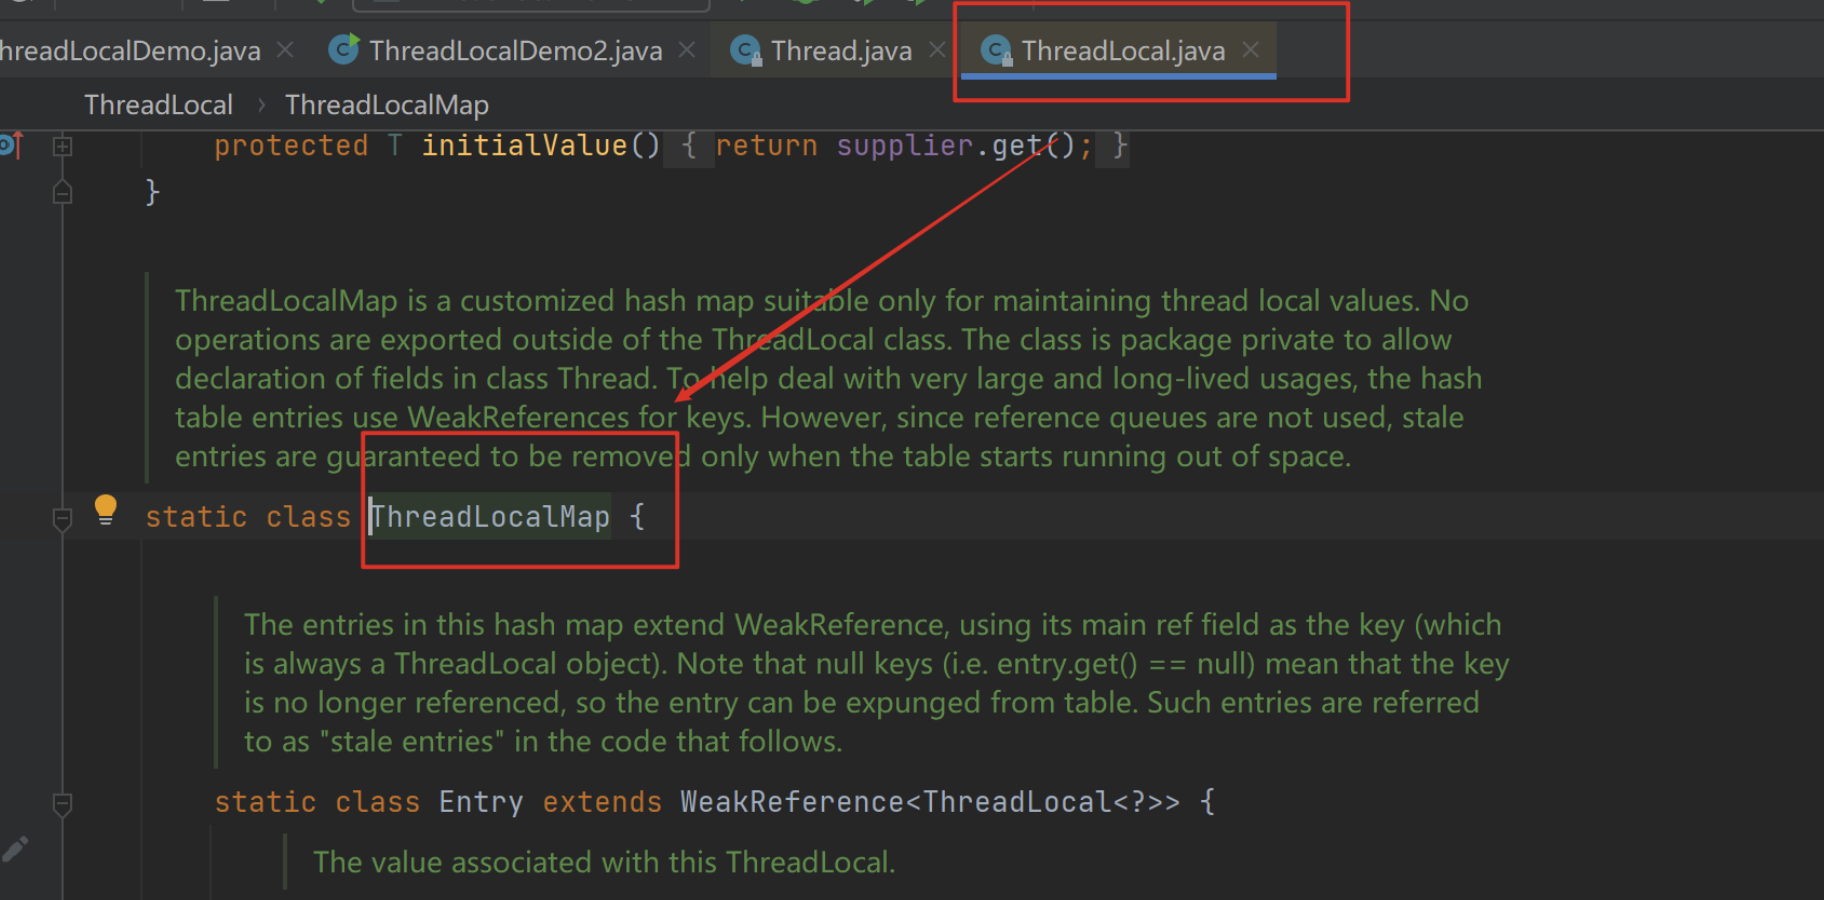 hreadLocalDemo.java ThreadLocalDemo2.java Thread.java ThreadLocal.java
ThreadLocal › ThreadLocalMap
protected T initialValue() { return supplier.get(); }
}
ThreadLocalMap is a customized hash map suitable only for maintaining thread local values. No
operations are exported outside of the ThreadLocal class. The class is package private to allow
declaration of fields in class Thread. To help deal with very large and long-lived usages, the hash
table entries use WeakReferences for keys. However, since reference queues are not used, stale
entries are guaranteed to be removed only when the table starts running out of space.
static class ThreadLocalMap {
The entries in this hash map extend WeakReference, using its main ref field as the key (which
is always a ThreadLocal object). Note that null keys (i.e. entry.get() == null) mean that the key
is no longer referenced, so the entry can be expunged from table. Such entries are referred
to as "stale entries" in the code that follows.
static class Entry extends WeakReference<ThreadLocal<?>> {
The value associated with this ThreadLocal.